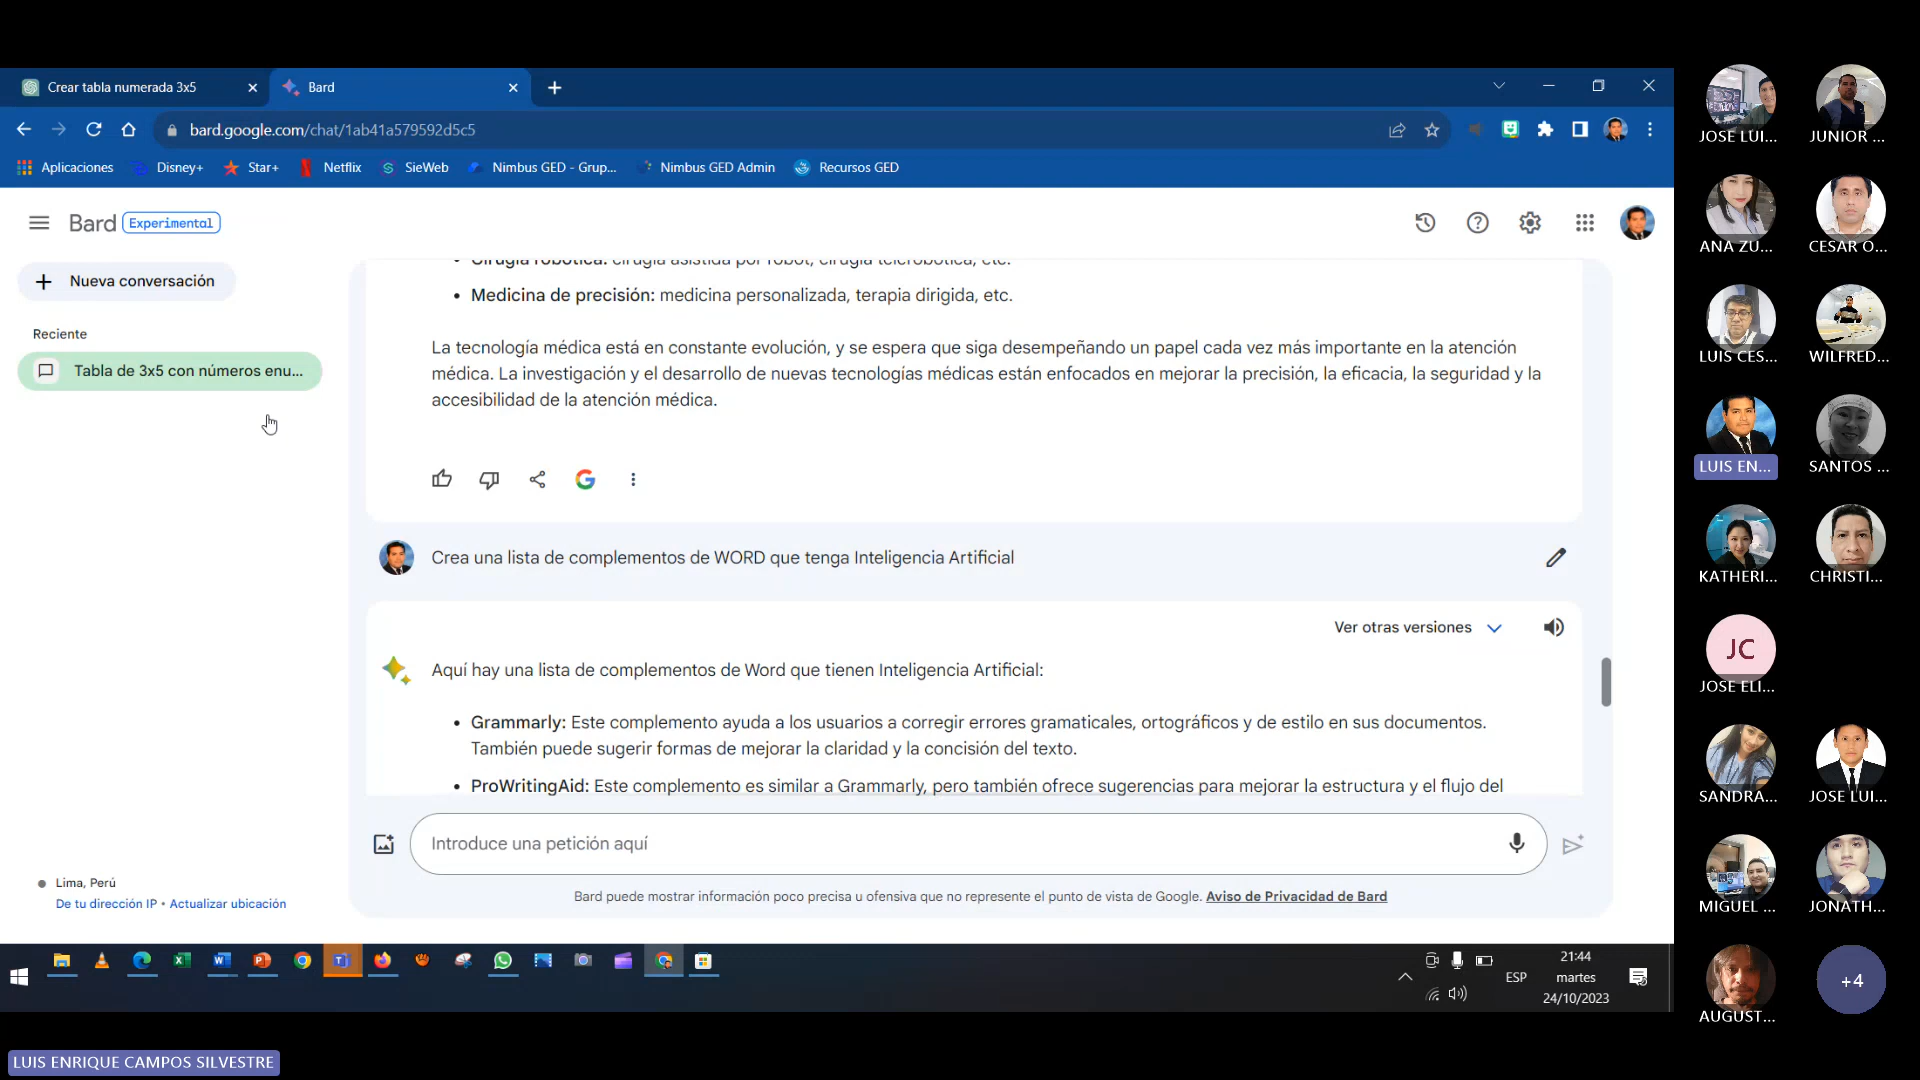 Crear tabla numerada 3x5
Bard
bard.google.com/chat/1ab41a579592d5c5
Aplicaciones
Disney+
Star+
Netflix
SieWeb
Nimbus GED - Grup...
Nimbus GED Admin
Recursos GED
Bard
Experimental
Nueva conversación
Reciente
Tabla de 3x5 con números enu...
Cirugía robótica: cirugía asistida por robot, cirugía telerobótica, etc.
• Medicina de precisión: medicina personalizada, terapia dirigida, etc.
La tecnología médica está en constante evolución, y se espera que siga desempeñando un papel cada vez más importante en la atención
médica. La investigación y el desarrollo de nuevas tecnologías médicas están enfocados en mejorar la precisión, la eficacia, la seguridad y la
accesibilidad de la atención médica.
Crea una lista de complementos de WORD que tenga Inteligencia Artificial
Ver otras versiones
Aquí hay una lista de complementos de Word que tienen Inteligencia Artificial:
• Grammarly: Este complemento ayuda a los usuarios a corregir errores gramaticales, ortográficos y de estilo en sus documentos.
También puede sugerir formas de mejorar la claridad y la concisión del texto.
• ProWritingAid: Este complemento es similar a Grammarly, pero también ofrece sugerencias para mejorar la estructura y el flujo del
Introduce una petición aquí
Bard puede mostrar información poco precisa u ofensiva que no represente el punto de vista de Google. Aviso de Privacidad de Bard
Lima, Perú
De tu dirección IP • Actualizar ubicación
ESP
21:44
martes
24/10/2023
LUIS ENRIQUE CAMPOS SILVESTRE
JOSE LUI...
JUNIOR ...
ANA ZU...
CESAR O...
LUIS CES...
WILFRED...
LUIS EN...
SANTOS ...
KATHERI...
CHRISTI...
JC
JOSE ELI...
SANDRA...
JOSE LUI...
MIGUEL ...
JONATH...
AUGUST...
+4